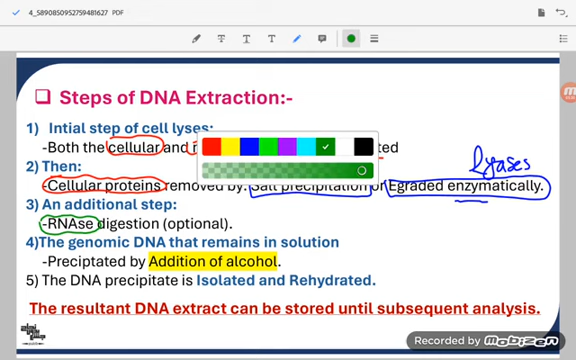 4_5890850952759481627 PDF
Steps of DNA Extraction:-
1) Intial step of cell lyses:
-Both the cellular and ted
lyases
2) Then:
-Cellular proteins removed by: Salt precipitation or Egraded enzymatically.
3) An additional step:
-RNAse digestion (optional).
4)The genomic DNA that remains in solution
-Preciptated by Addition of alcohol.
5) The DNA precipitate is Isolated and Rehydrated.
The resultant DNA extract can be stored until subsequent analysis.
Recorded by Mobizen